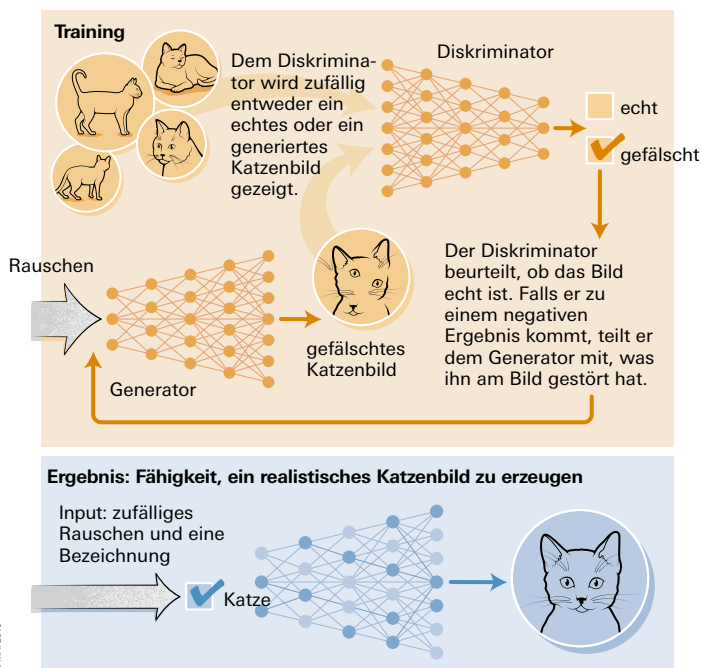 Training
Dem Diskrimina-
tor wird zufällig
entweder ein
echtes oder ein
generiertes
Katzenbild
gezeigt.
Diskriminator
echt
gefälscht
Rauschen
Generator
gefälschtes
Katzenbild
Der Diskriminator
beurteilt, ob das Bild
echt ist. Falls er zu
einem negativen
Ergebnis kommt, teilt er
dem Generator mit, was
ihn am Bild gestört hat.
Ergebnis: Fähigkeit, ein realistisches Katzenbild zu erzeugen
Input: zufälliges
Rauschen und eine
Bezeichnung
Katze